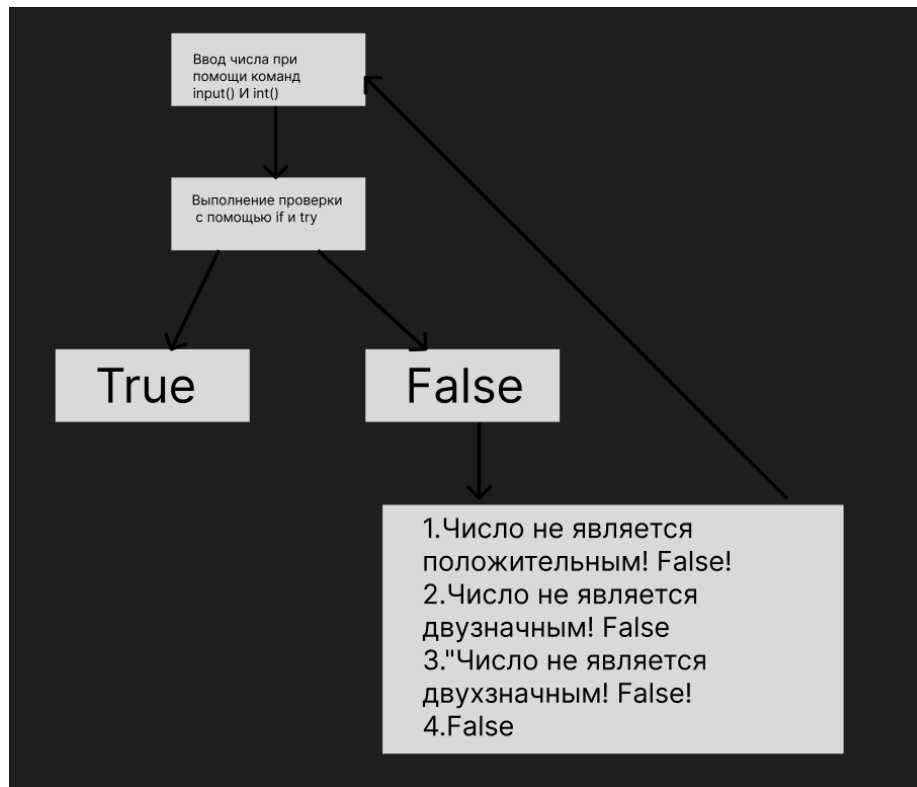 Ввод числа при
помощи команд
input() И int()
Выполнение проверки
с помощью if и try
True
False
1.Число не является
положительным! False!
2.Число не является
двузначным! False
3."Число не является
двухзначным! False!
4.False